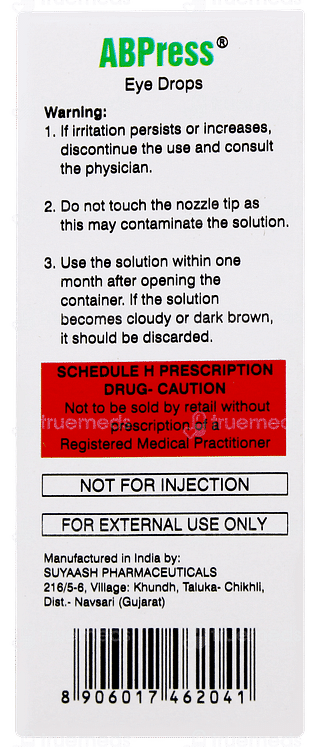 ABPress®
Eye Drops
Warning:
1. If irritation persists or increases,
discontinue the use and consult
the physician.
2. Do not touch the nozzle tip as
this may contaminate the solution.
3. Use the solution within one
month after opening the
container. If the solution
becomes cloudy or dark brown,
it should be discarded.
SCHEDULE H PRESCRIPTION
DRUG- CAUTION
Not to be sold by retail without
prescription of a
Registered Medical Practitioner
truemeds truemeds
NOT FOR INJECTION
FOR EXTERNAL USE ONLY
Manufactured in India by:
SUYAASH PHARMACEUTICALS
216/5-6, Village: Khundh, Taluka- Chikhli,
Dist.- Navsari (Gujarat)
8 906017 462041